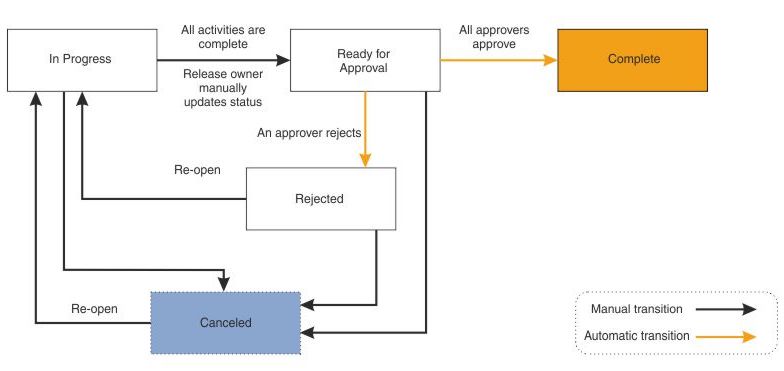 All activities are
complete
All approvers
approve
In Progress
Ready for
Approval
Complete
Release owner
manually
updates status
An approver rejects
Re-open
Rejected
Re-open
Canceled
Manual transition
Automatic transition